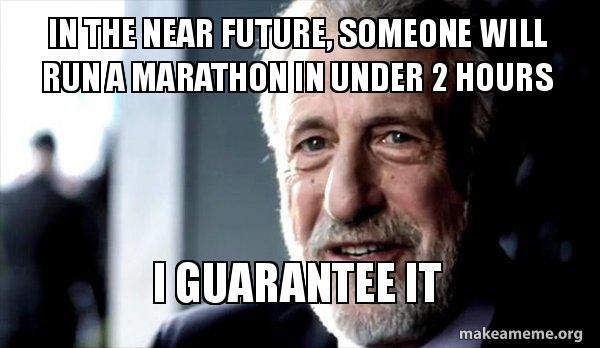 IN THE NEAR FUTURE, SOMEONE WILL
RUN A MARATHON IN UNDER 2 HOURS
I GUARANTEE IT
makeameme.org